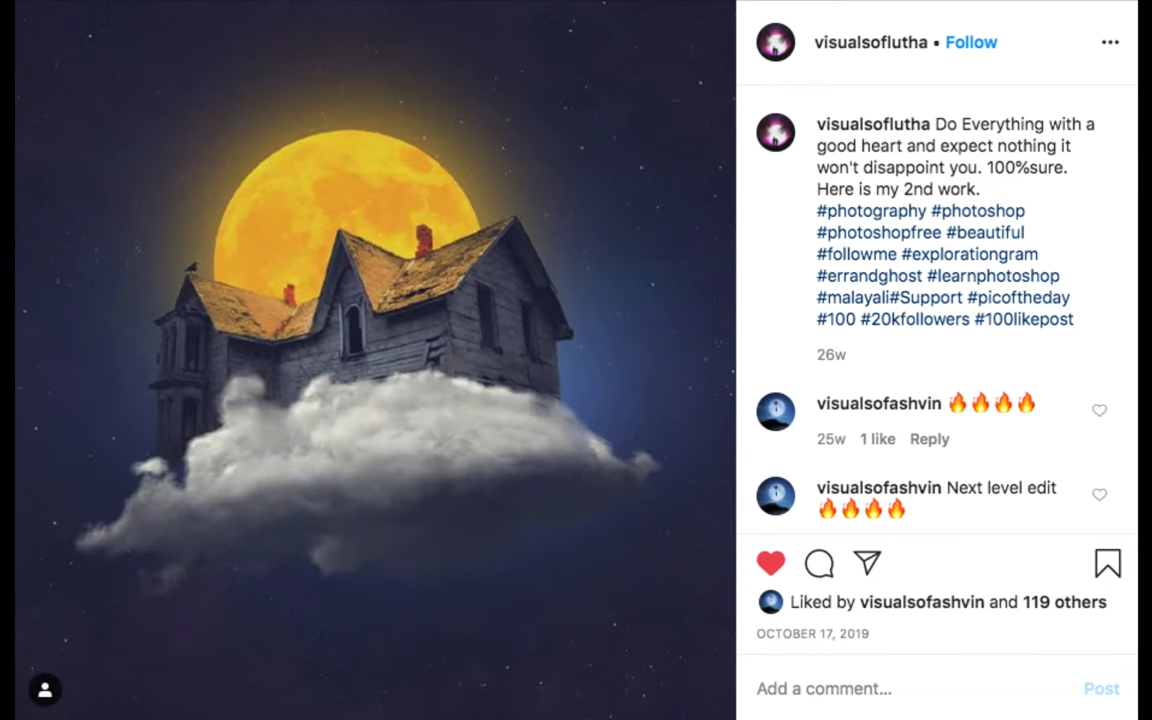 visualsoflutha • Follow
visualsoflutha Do Everything with a
good heart and expect nothing it
won't disappoint you. 100%sure.
Here is my 2nd work.
#photography #photoshop
#photoshopfree #beautiful
#followme #explorationgram
#errandghost #learnphotoshop
#malayali#Support #picoftheday
#100 #20kfollowers #100likepost
26w
visualsofashvin 🔥🔥🔥🔥
25w 1 like Reply
visualsofashvin Next level edit
🔥🔥🔥🔥
Liked by visualsofashvin and 119 others
OCTOBER 17, 2019
Add a comment... Post